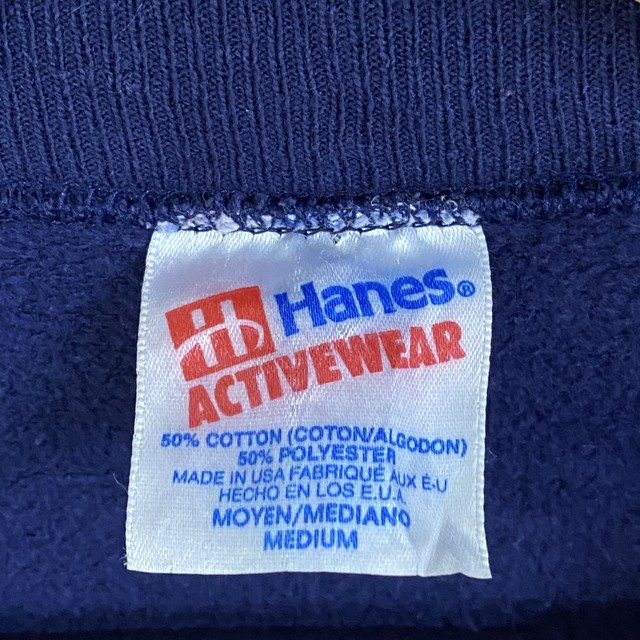 Hanes®
ACTIVEWEAR
50% COTTON (COTON/ALGODON)
50% POLYESTER
MADE IN USA FABRIQUÉ AUX É-U
HECHO EN LOS E.U.A
MOYEN/MEDIANO
MEDIUM